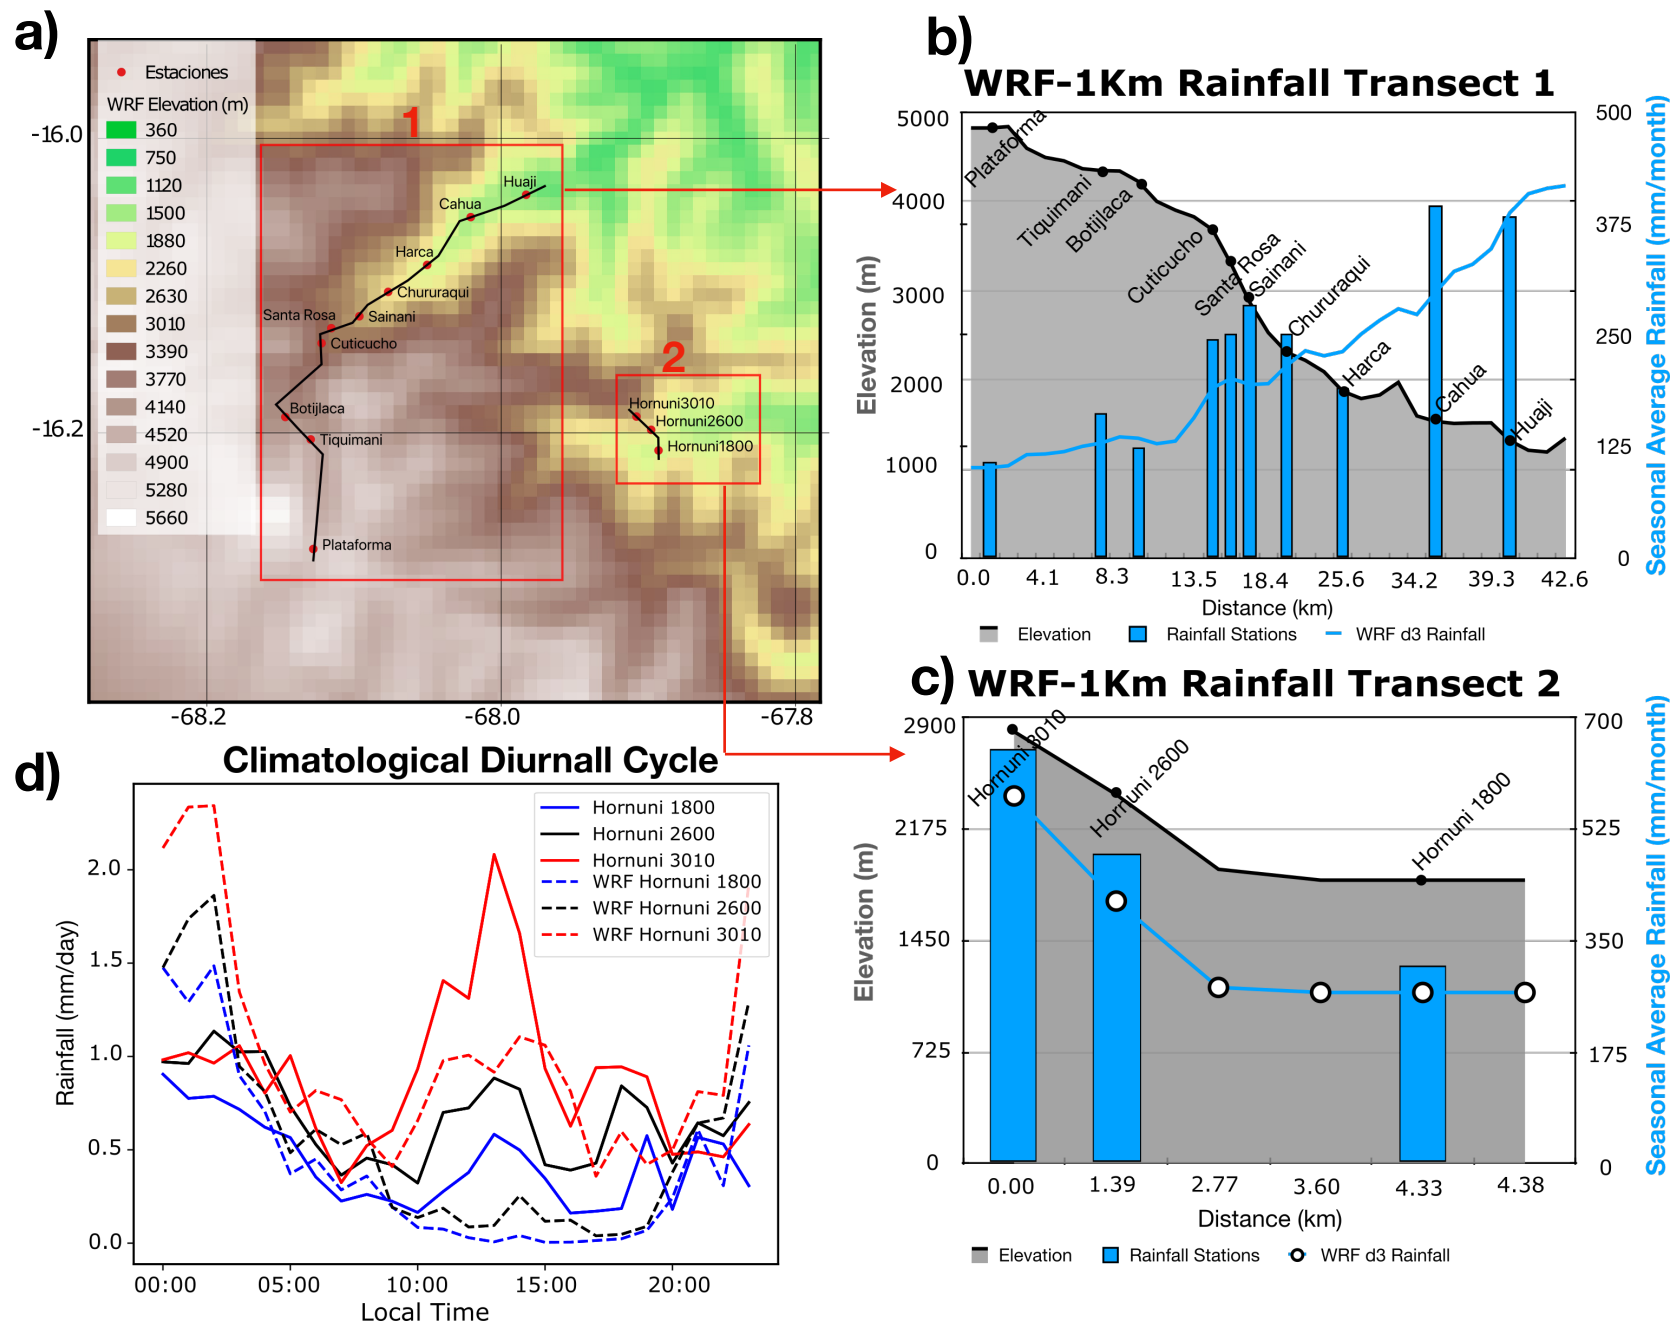 a)
Estaciones
WRF Elevation (m)
360
750
1120
1500
1880
2260
2630
3010
3390
3770
4140
4520
4900
5280
5660
-16.0
-16.2
-68.2
-68.0
-67.8
1
Huaji
Cahua
Harca
Chururaqui
Santa Rosa
Sainani
Cuticucho
Botijlaca
Tiquimani
Plataforma
2
Hornuni3010
Hornuni2600
Hornuni1800
b)
WRF-1Km Rainfall Transect 1
Elevation (m)
5000
4000
3000
2000
1000
0
Plataforma
Tiquimani
Botijlaca
Cuticucho
Santa Rosa
Sainani
Chururaqui
Harca
Cahua
Huaji
500
375
250
125
0
Seasonal Average Rainfall (mm/month)
0.0 4.1 8.3 13.5 18.4 25.6 34.2 39.3 42.6
Distance (km)
Elevation Rainfall Stations WRF d3 Rainfall
c)
WRF-1Km Rainfall Transect 2
Elevation (m)
2900
2175
1450
725
0
Hornuni 3010
Hornuni 2600
Hornuni 1800
700
525
350
175
0
Seasonal Average Rainfall (mm/month)
0.00 1.39 2.77 3.60 4.33 4.38
Distance (km)
Elevation Rainfall Stations WRF d3 Rainfall
d)
Climatological Diurnall Cycle
Rainfall (mm/day)
2.0
1.5
1.0
0.5
0.0
Hornuni 1800
Hornuni 2600
Hornuni 3010
WRF Hornuni 1800
WRF Hornuni 2600
WRF Hornuni 3010
00:00 05:00 10:00 15:00 20:00
Local Time